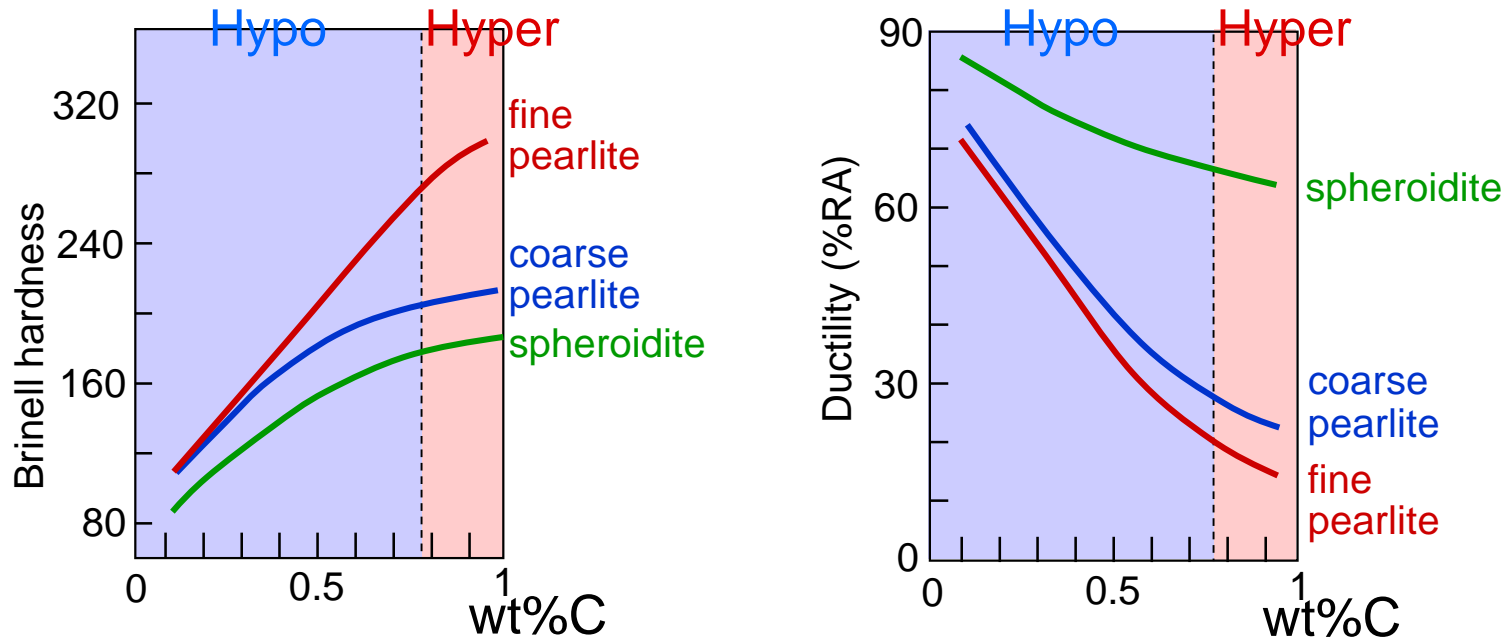 Hypo
Hyper
320
240
160
80
Brinell hardness
fine
pearlite
coarse
pearlite
spheroidite
0
0.5
1
wt%C
Hypo
Hyper
90
60
30
0
Ductility (%RA)
spheroidite
coarse
pearlite
fine
pearlite
0
0.5
1
wt%C